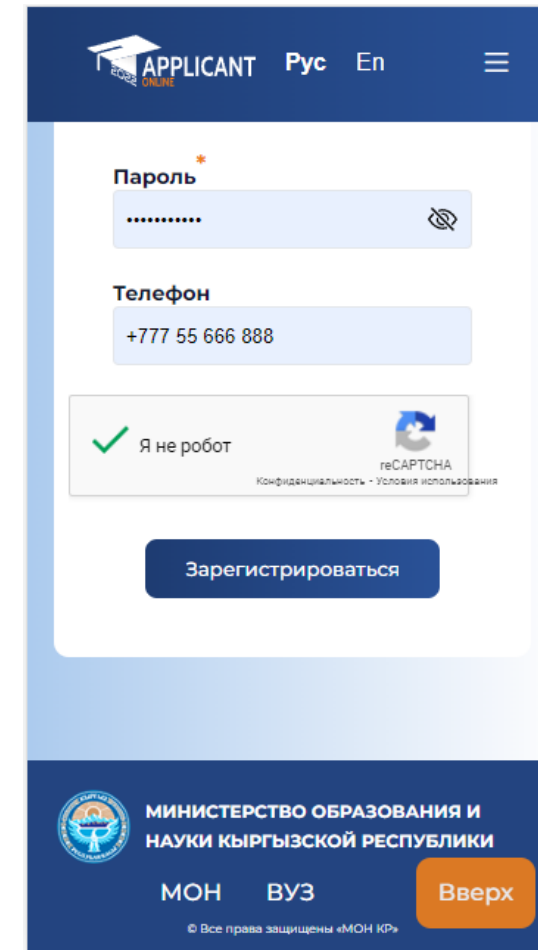 APPLICANT Рус En
2022 ONLINE
Пароль*
•••••••••••
Телефон
+777 55 666 888
Я не робот
reCAPTCHA
Конфиденциальность - Условия использования
Зарегистрироваться
МИНИСТЕРСТВО ОБРАЗОВАНИЯ И
НАУКИ КЫРГЫЗСКОЙ РЕСПУБЛИКИ
МОН ВУЗ Вверх
© Все права защищены «МОН КР»